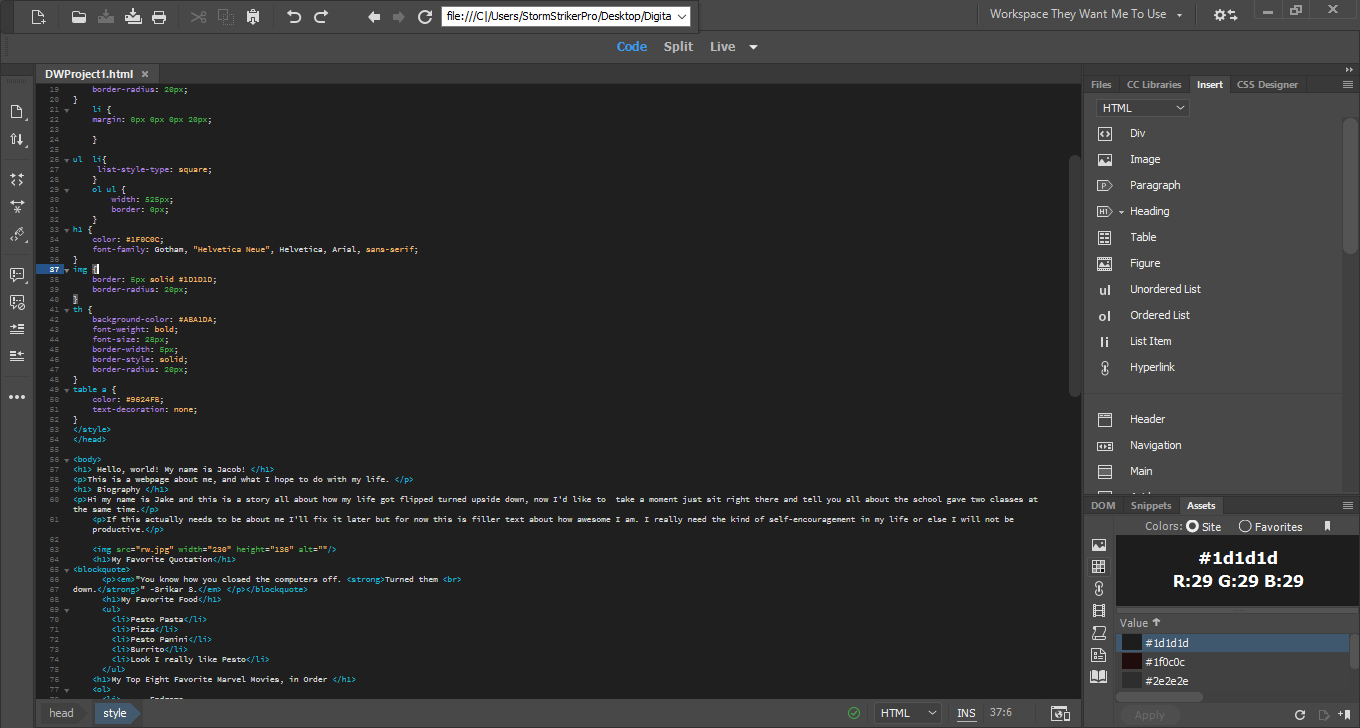 file:///C|/Users/StormStrikerPro/Desktop/Digita
Workspace They Want Me To Use
Code Split Live
DWProject1.html
19 border-radius: 20px;
20 }
21 li {
22 margin: 0px 0px 0px 20px;
23
24 }
25
26 ul li{
27 list-style-type: square;
28 }
29 ol ul {
30 width: 525px;
31 border: 0px;
32 }
33 h1 {
34 color: #1F0C0C;
35 font-family: Gotham, "Helvetica Neue", Helvetica, Arial, sans-serif;
36 }
37 img {
38 border: 5px solid #1D1D1D;
39 border-radius: 20px;
40 }
41 th {
42 background-color: #ABA1DA;
43 font-weight: bold;
44 font-size: 28px;
45 border-width: 5px;
46 border-style: solid;
47 border-radius: 20px;
48 }
49 table a {
50 color: #9824FB;
51 text-decoration: none;
52 }
53 </style>
54 </head>
55
56 <body>
57 <h1> Hello, world! My name is Jacob! </h1>
58 <p>This is a webpage about me, and what I hope to do with my life. </p>
59 <h1> Biography </h1>
60 <p>Hi my name is Jake and this is a story all about how my life got flipped turned upside down, now I'd like to  take a moment just sit right there and tell you all about the school gave two classes at
the same time.</p>
61 <p>If this actually needs to be about me I'll fix it later but for now this is filler text about how awesome I am. I really need the kind of self-encouragement in my life or else I will not be
productive.</p>
62
63 <img src="rw.jpg" width="230" height="136" alt=""/>
64 <h1>My Favorite Quotation</h1>
65 <blockquote>
66 <p><em>"You know how you closed the computers off. <strong>Turned them <br>
67 down.</strong>" -Srikar S.</em> </p></blockquote>
68 <h1>My Favorite Food</h1>
69 <ul>
70 <li>Pesto Pasta</li>
71 <li>Pizza</li>
72 <li>Pesto Panini</li>
73 <li>Burrito</li>
74 <li>Look I really like Pesto</li>
75 </ul>
76 <h1>My Top Eight Favorite Marvel Movies, in Order </h1>
77 <ol>
head style
HTML INS 37:6
Files CC Libraries Insert CSS Designer
HTML
Div
Image
Paragraph
Heading
Table
Figure
ul Unordered List
ol Ordered List
li List Item
Hyperlink
Header
Navigation
Main
DOM Snippets Assets
Colors: Site Favorites
#1d1d1d
R:29 G:29 B:29
Value
#1d1d1d
#1f0c0c
#2e2e2e
Apply